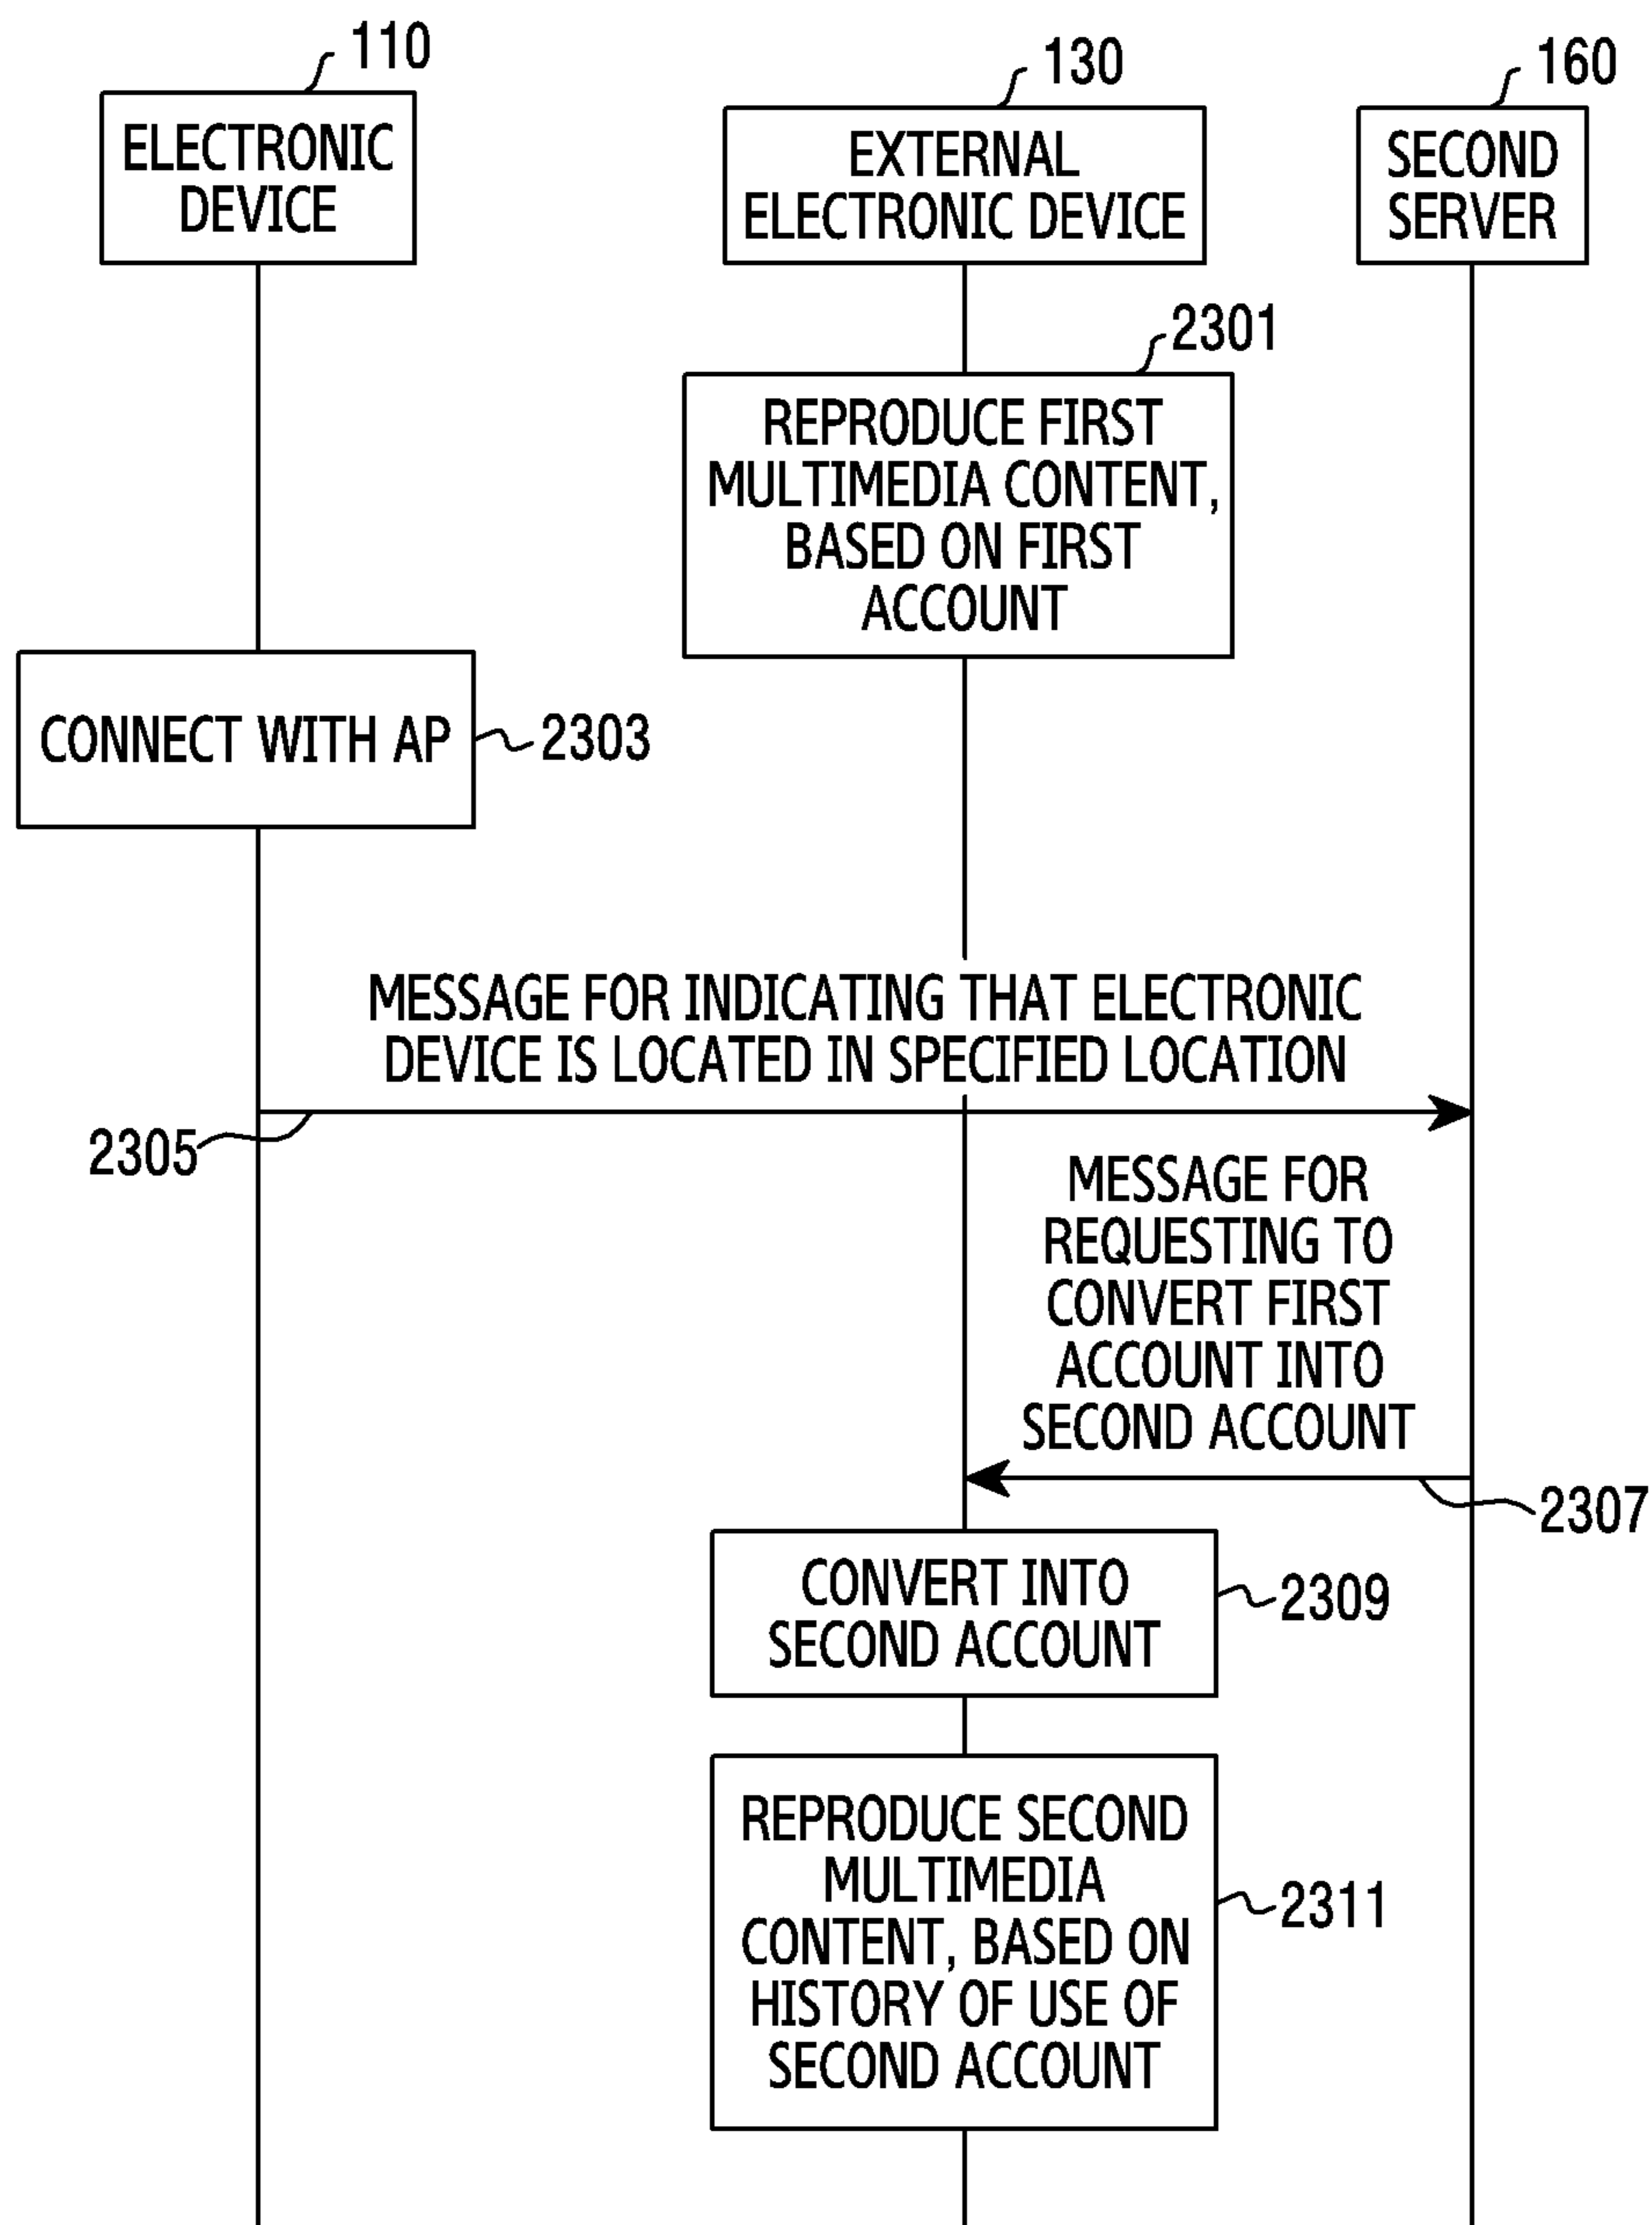 110
130
160
ELECTRONIC
DEVICE
EXTERNAL
ELECTRONIC DEVICE
SECOND
SERVER
2301
REPRODUCE FIRST
MULTIMEDIA CONTENT,
BASED ON FIRST
ACCOUNT
CONNECT WITH AP
2303
MESSAGE FOR INDICATING THAT ELECTRONIC
DEVICE IS LOCATED IN SPECIFIED LOCATION
2305
MESSAGE FOR
REQUESTING TO
CONVERT FIRST
ACCOUNT INTO
SECOND ACCOUNT
2307
CONVERT INTO
SECOND ACCOUNT
2309
REPRODUCE SECOND
MULTIMEDIA
CONTENT, BASED ON
HISTORY OF USE OF
SECOND ACCOUNT
2311